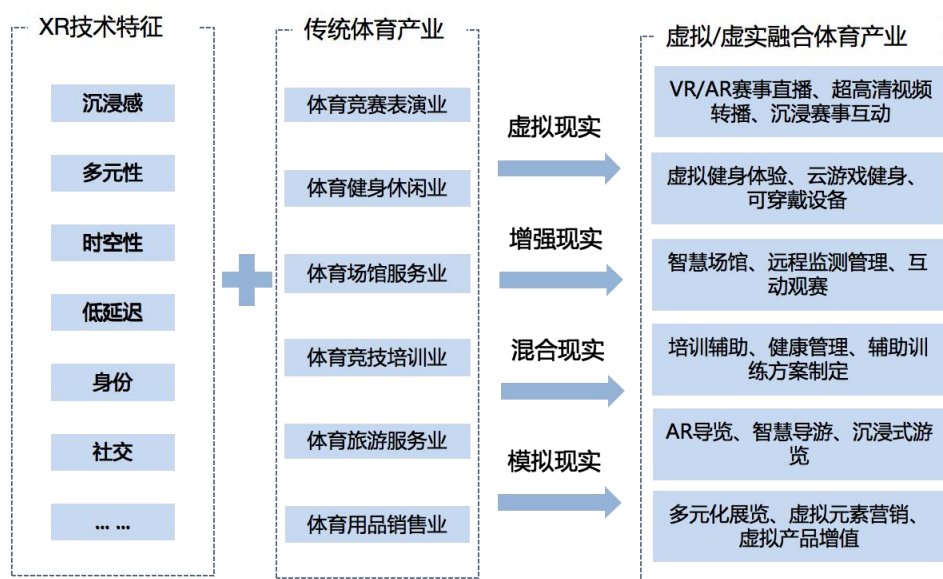 XR技术特征
沉浸感
多元性
时空性
低延迟
身份
社交
... ...
传统体育产业
体育竞赛表演业
体育健身休闲业
体育场馆服务业
体育竞技培训业
体育旅游服务业
体育用品销售业
虚拟现实
增强现实
混合现实
模拟现实
虚拟/虚实融合体育产业
VR/AR赛事直播、超高清视频
转播、沉浸赛事互动
虚拟健身体验、云游戏健身、
可穿戴设备
智慧场馆、远程监测管理、互
动观赛
培训辅助、健康管理、辅助训
练方案制定
AR导览、智慧导游、沉浸式游
览
多元化展览、虚拟元素营销、
虚拟产品增值